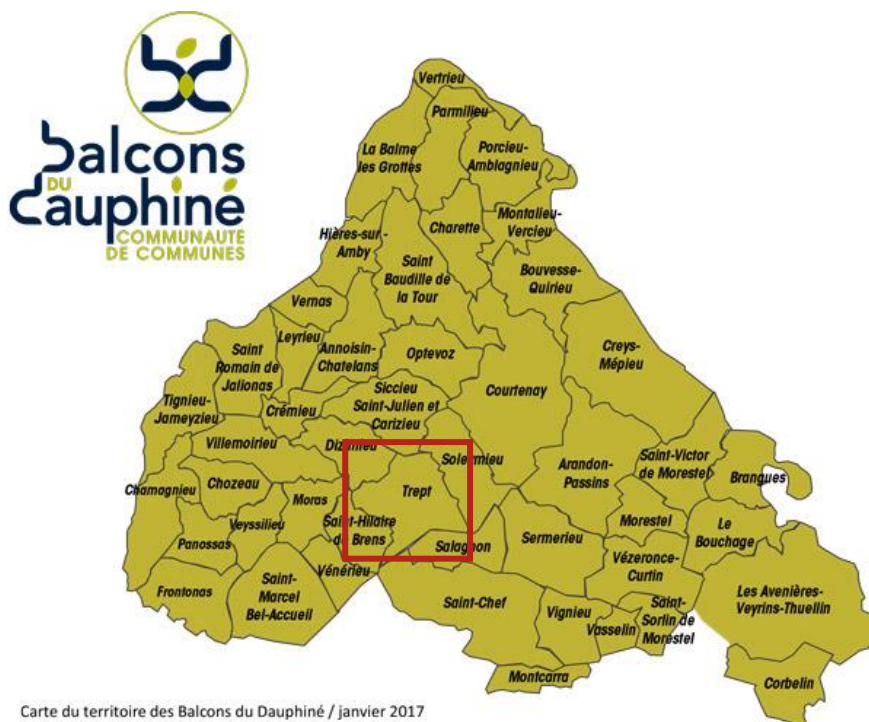 balcons
DU
dauphiné
COMMUNAUTÉ
DE COMMUNES
Vertrieu
Parmilieu
La Balme
les Grottes
Porcieu-
Amblagnieu
Montalieu-
Vercieu
Charette
Hières-sur-
Amby
Saint
Baudille de
la Tour
Bouvesse-
Quirieu
Vernas
Leyrieu
Annoisin-
Chatelans
Optevoz
Creys-
Mépieu
Saint
Romain de
Jalionas
Courtenay
Siccieu
Saint-Julien et
Carizieu
Tignieu-
Jameyzieu
Crémieu
Villemoirieu
Dizimieu
Soleymieu
Arandon-
Passins
Saint-Victor
de Morestel
Brangues
Chamagnieu
Chozeau
Moras
Trept
Veyssilieu
Saint-Hilaire
de Brens
Panossas
Salagnon
Sermerieu
Morestel
Le
Bouchage
Vézeronce-
Curtin
Vénérieu
Frontonas
Saint-
Marcel
Bel-Accueil
Saint-Chef
Vignieu
Vasselin
Saint-
Sorlin de
Morestel
Les Avenières-
Veyrins-Thuellin
Montcarra
Corbelin
Carte du territoire des Balcons du Dauphiné / janvier 2017